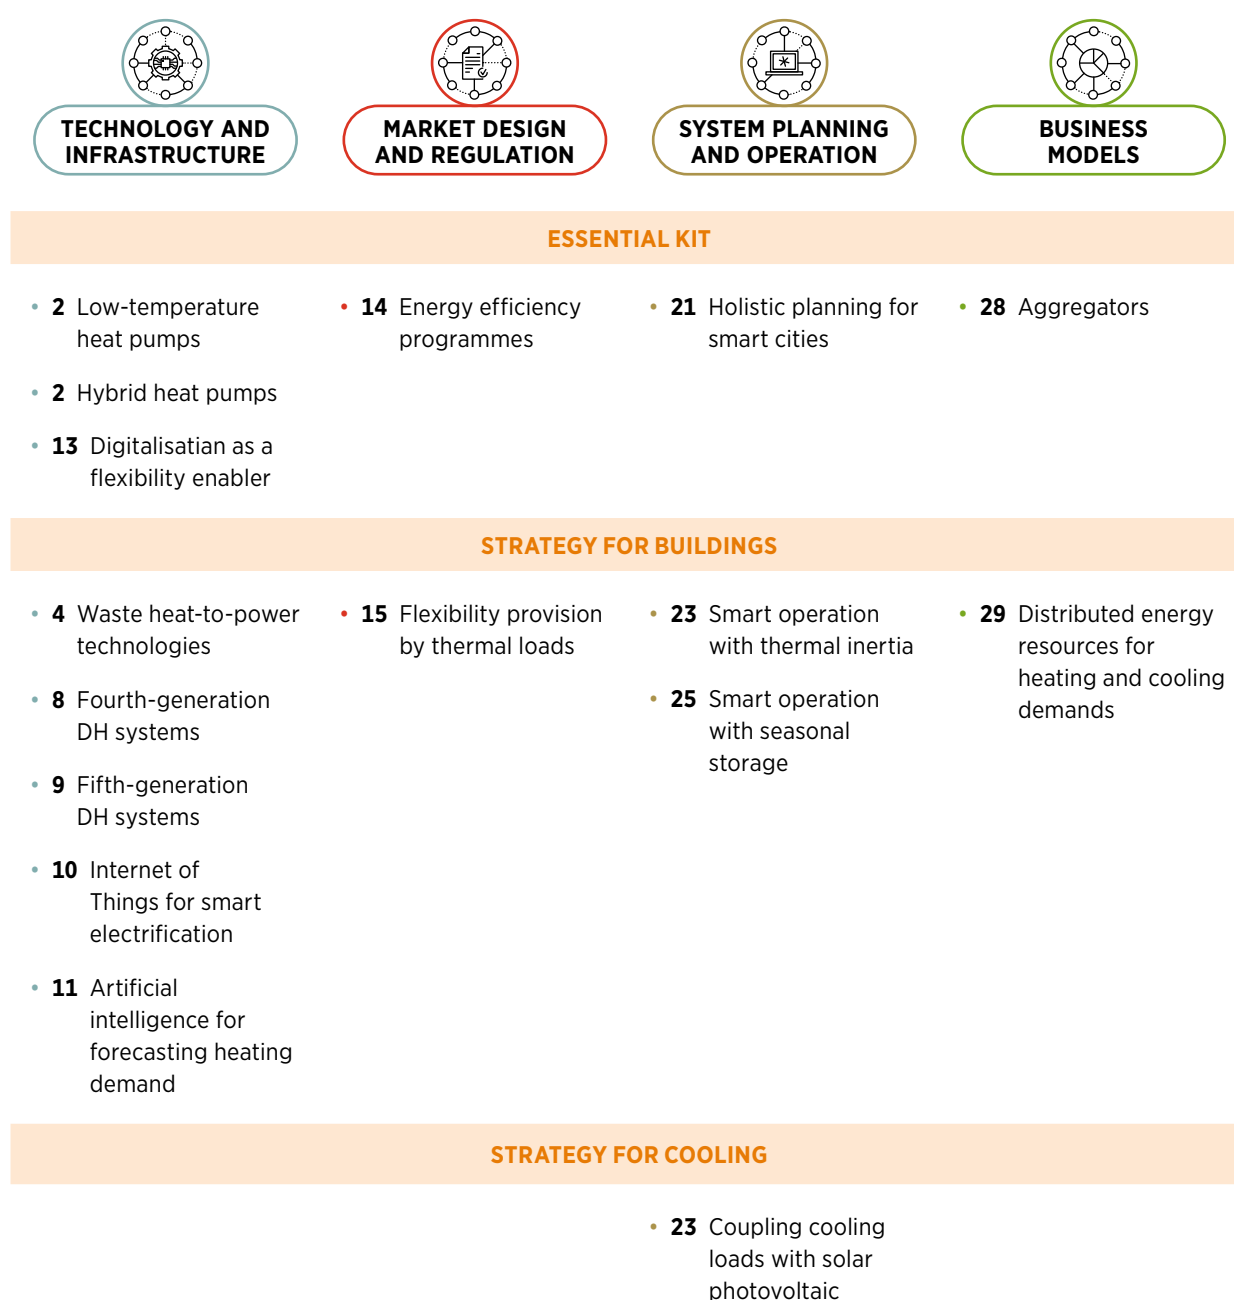 TECHNOLOGY AND
INFRASTRUCTURE
MARKET DESIGN
AND REGULATION
SYSTEM PLANNING
AND OPERATION
BUSINESS
MODELS
ESSENTIAL KIT
• 2 Low-temperature
heat pumps
• 2 Hybrid heat pumps
• 13 Digitalisatian as a
flexibility enabler
• 14 Energy efficiency
programmes
• 21 Holistic planning for
smart cities
• 28 Aggregators
STRATEGY FOR BUILDINGS
• 4 Waste heat-to-power
technologies
• 8 Fourth-generation
DH systems
• 9 Fifth-generation
DH systems
• 10 Internet of
Things for smart
electrification
• 11 Artificial
intelligence for
forecasting heating
demand
• 15 Flexibility provision
by thermal loads
• 23 Smart operation
with thermal inertia
• 25 Smart operation
with seasonal
storage
• 29 Distributed energy
resources for
heating and cooling
demands
STRATEGY FOR COOLING
• 23 Coupling cooling
loads with solar
photovoltaic